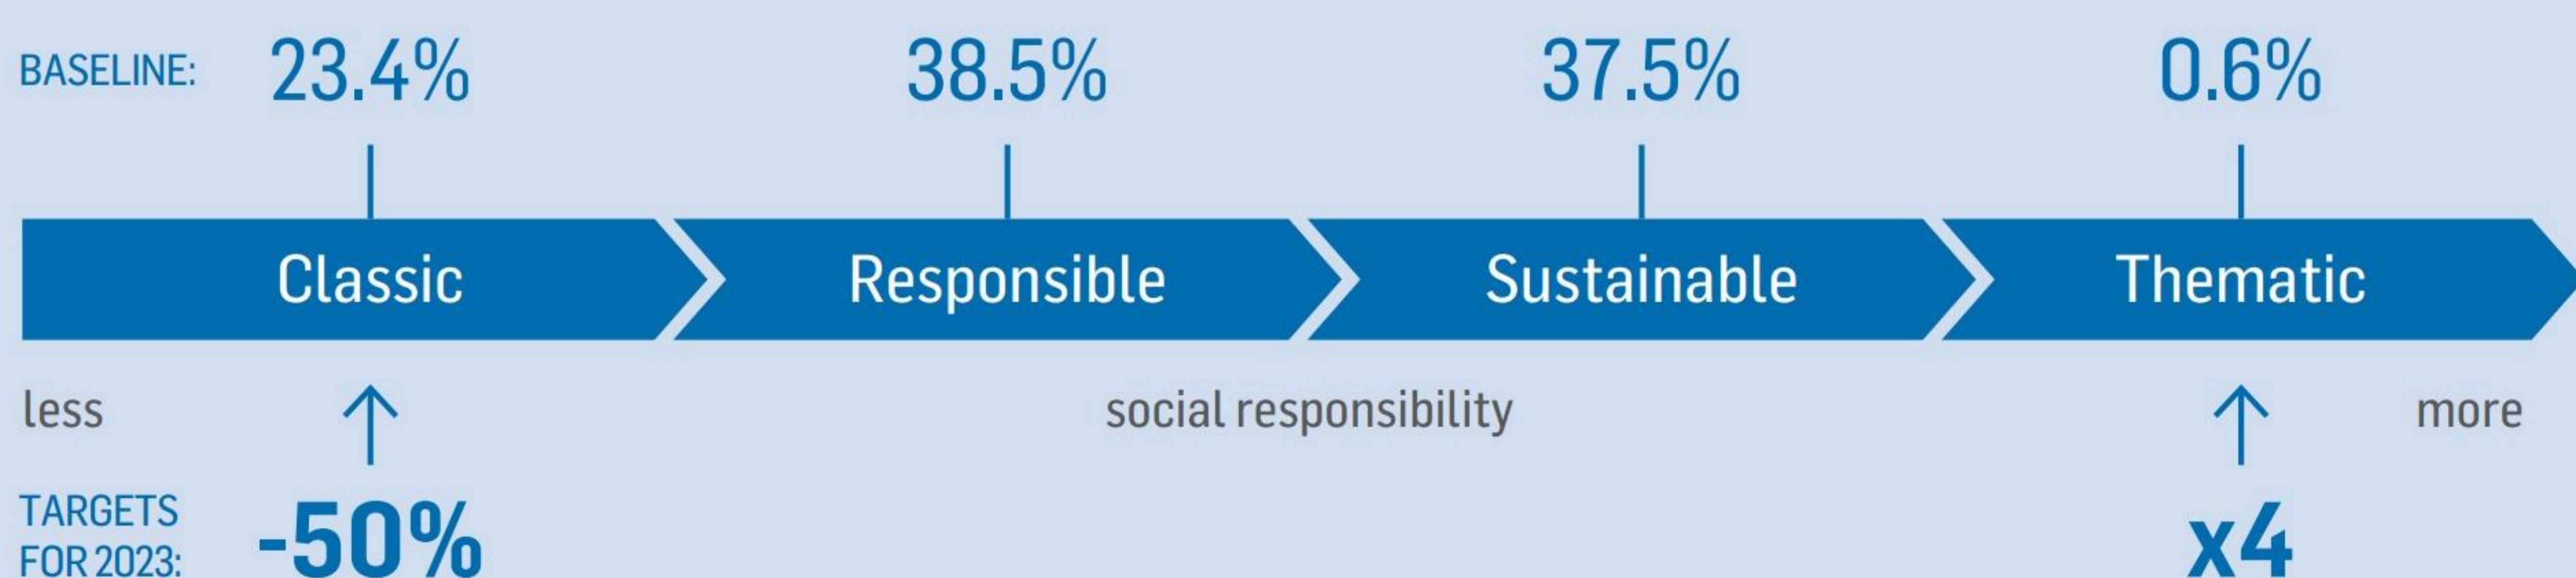 BASELINE: 23.4% 38.5% 37.5% 0.6%
Classic Responsible Sustainable Thematic
less social responsibility more
TARGETS
FOR 2023: -50% x4